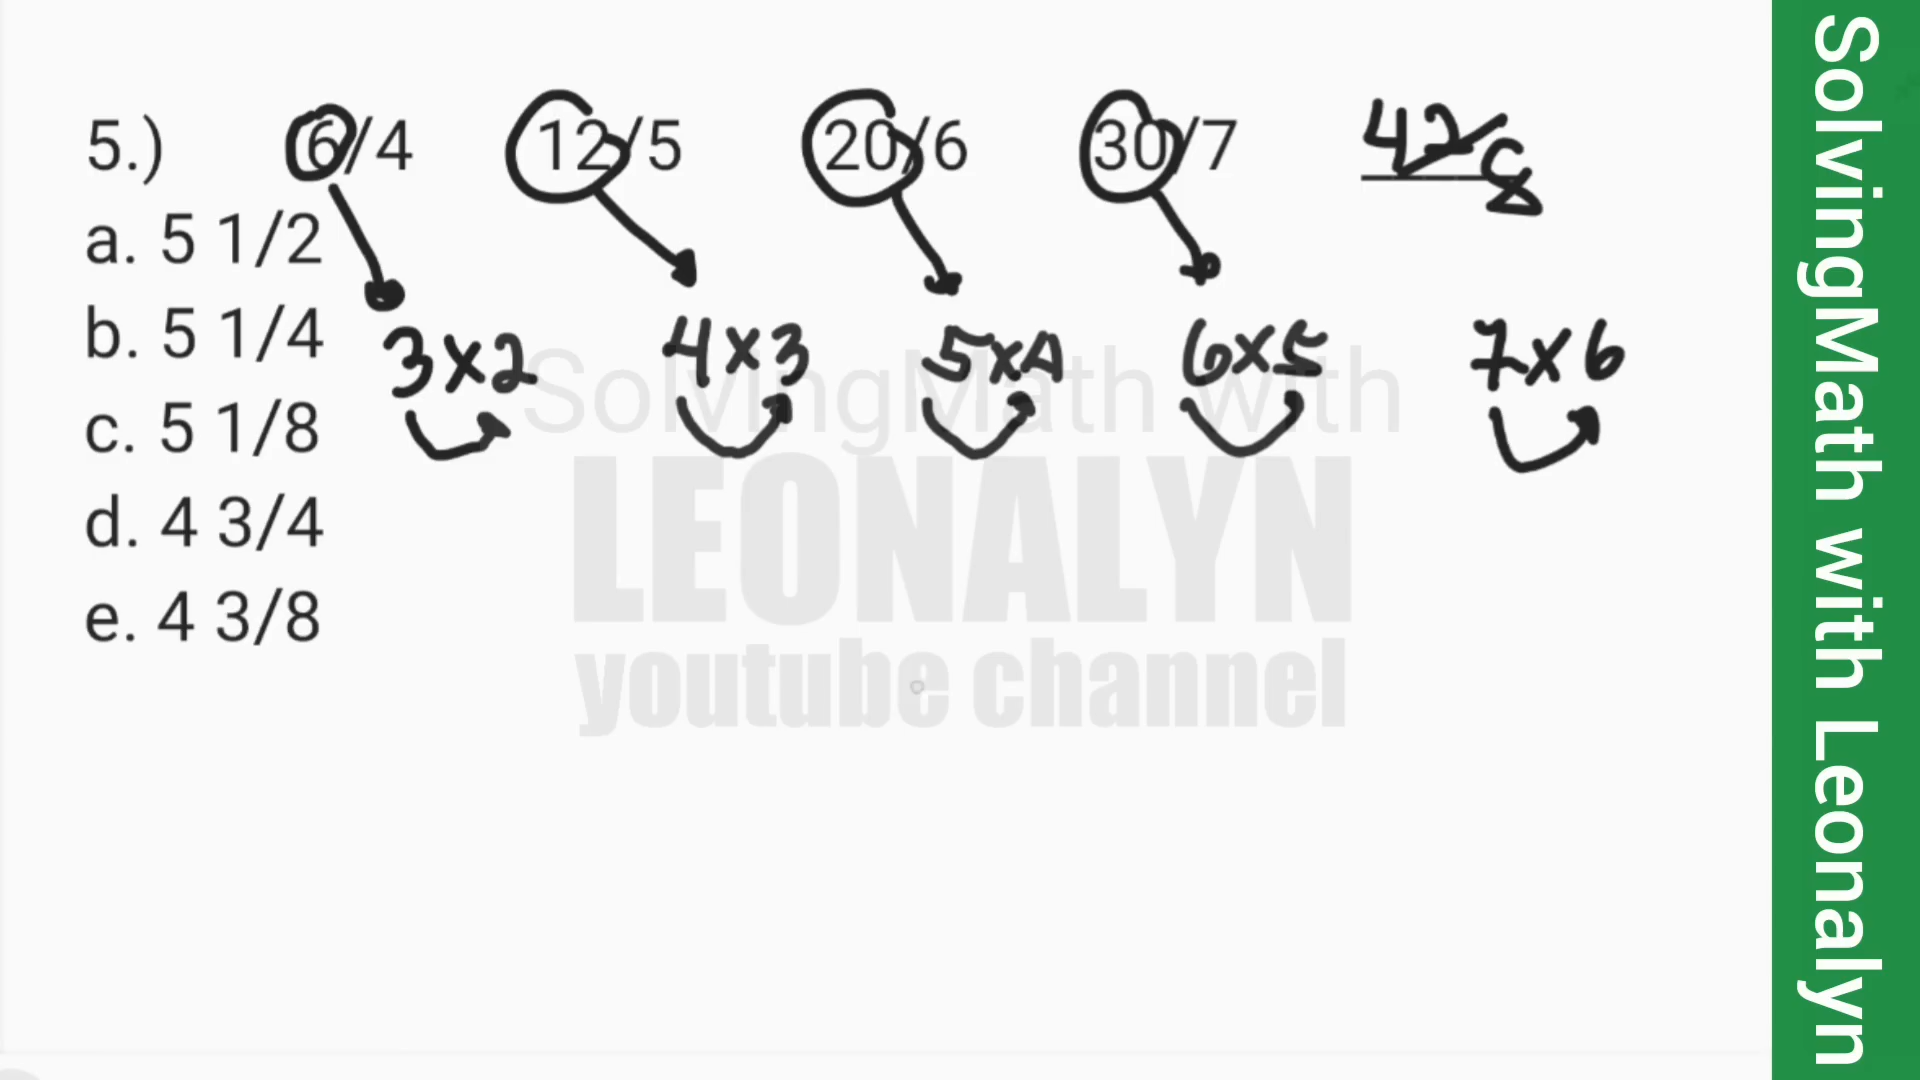 5.) 6/4 12/5 20/6 30/7 42/8
a. 5 1/2
b. 5 1/4
3x2 4x3 5x4 6x5 7x6
SolvingMath with
c. 5 1/8
LEONALYN
d. 4 3/4
e. 4 3/8
youtube channel
SolvingMath with Leonalyn